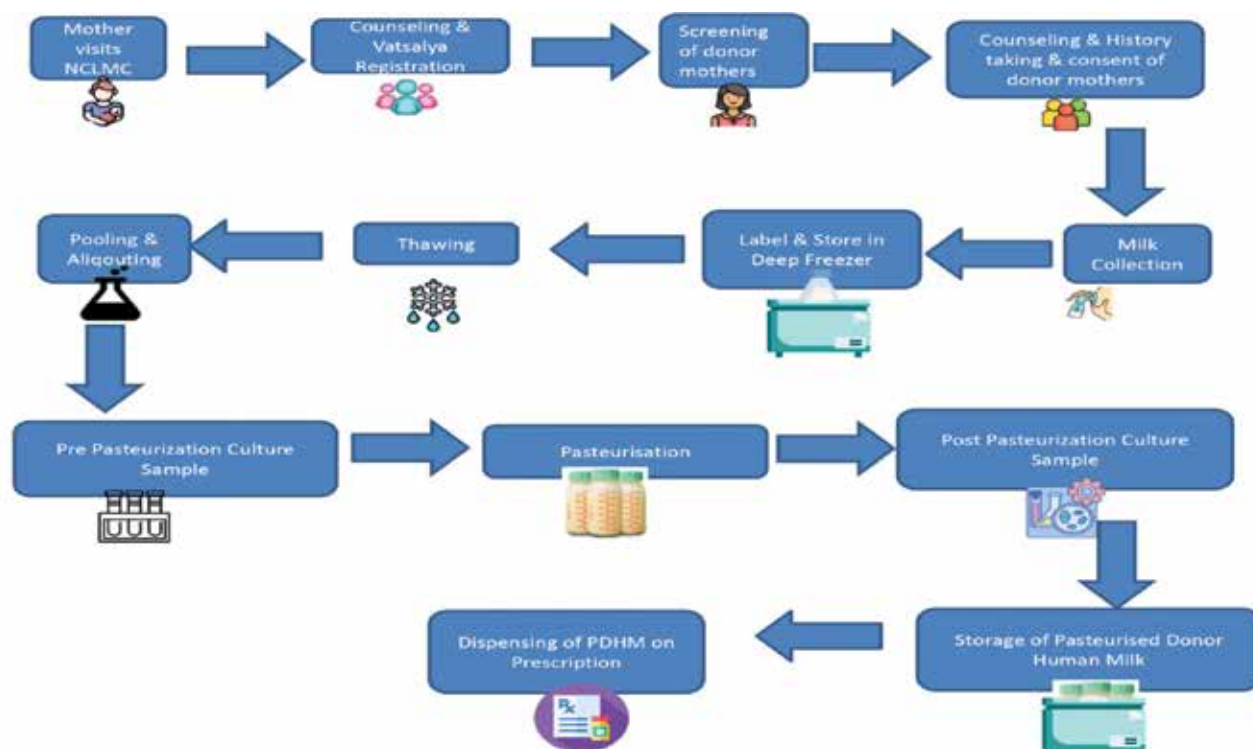 Mother
visits
NCLMC
Counseling &
Vatsalya
Registration
Screening
of donor
mothers
Counseling & History
taking & consent of
donor mothers
Milk
Collection
Label & Store in
Deep Freezer
Thawing
Pooling &
Aliqouting
Pre Pasteurization Culture
Sample
Pasteurisation
Post Pasteurization Culture
Sample
Storage of Pasteurised Donor
Human Milk
Dispensing of PDHM on
Prescription
Rx